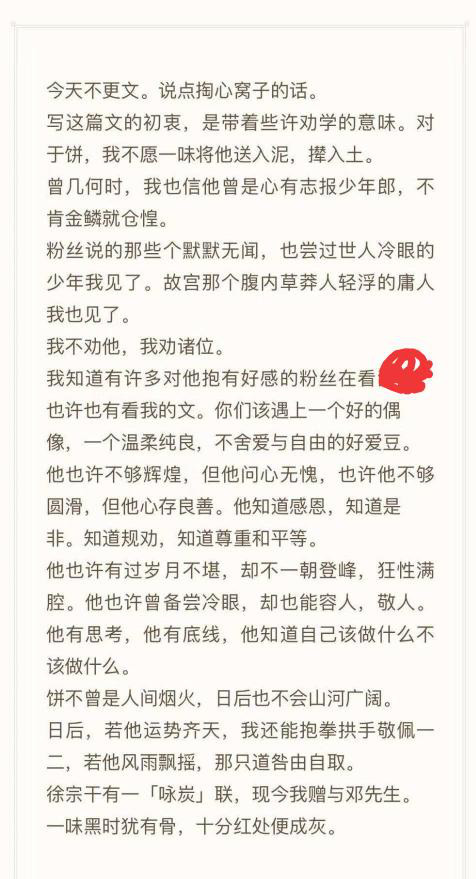 今天不更文。说点掏心窝子的话。
写这篇文的初衷，是带着些许劝学的意味。对
于饼，我不愿一味将他送入泥，撵入土。
曾几何时，我也信他曾是心有志报少年郎，不
肯金鳞就仓惶。
粉丝说的那些个默默无闻，也尝过世人冷眼的
少年我见了。故宫那个腹内草莽人轻浮的庸人
我也见了。
我不劝他，我劝诸位。
我知道有许多对他抱有好感的粉丝在看
也许也有看我的文。你们该遇上一个好的偶
像，一个温柔纯良，不舍爱与自由的好爱豆。
他也许不够辉煌，但他问心无愧，也许他不够
圆滑，但他心存良善。他知道感恩，知道是
非。知道规劝，知道尊重和平等。
他也许有过岁月不堪，却不一朝登峰，狂性满
腔。他也许曾备尝冷眼，却也能容人，敬人。
他有思考，他有底线，他知道自己该做什么不
该做什么。
饼不曾是人间烟火，日后也不会山河广阔。
日后，若他运势齐天，我还能抱拳拱手敬佩一
二，若他风雨飘摇，那只道咎由自取。
徐宗干有一「咏炭」联，现今我赠与邓先生。
一味黑时犹有骨，十分红处便成灰。